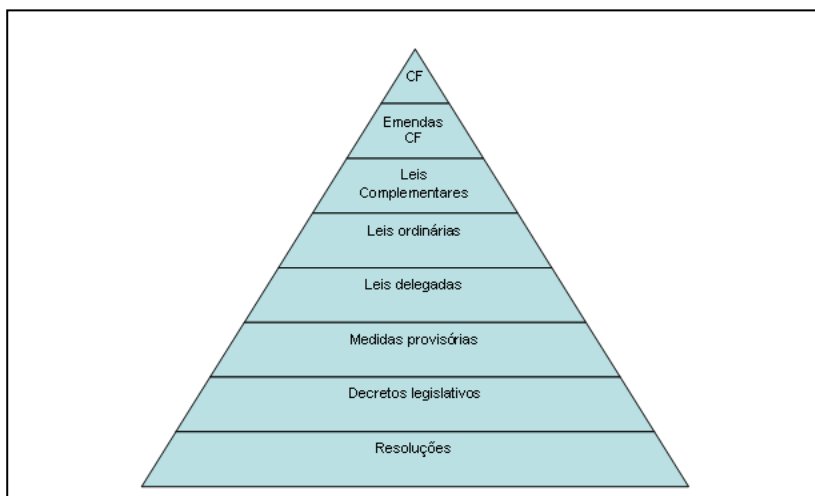 CF
Emendas
CF
Leis
Complementares
Leis ordinárias
Leis delegadas
Medidas provisórias
Decretos legislativos
Resoluções